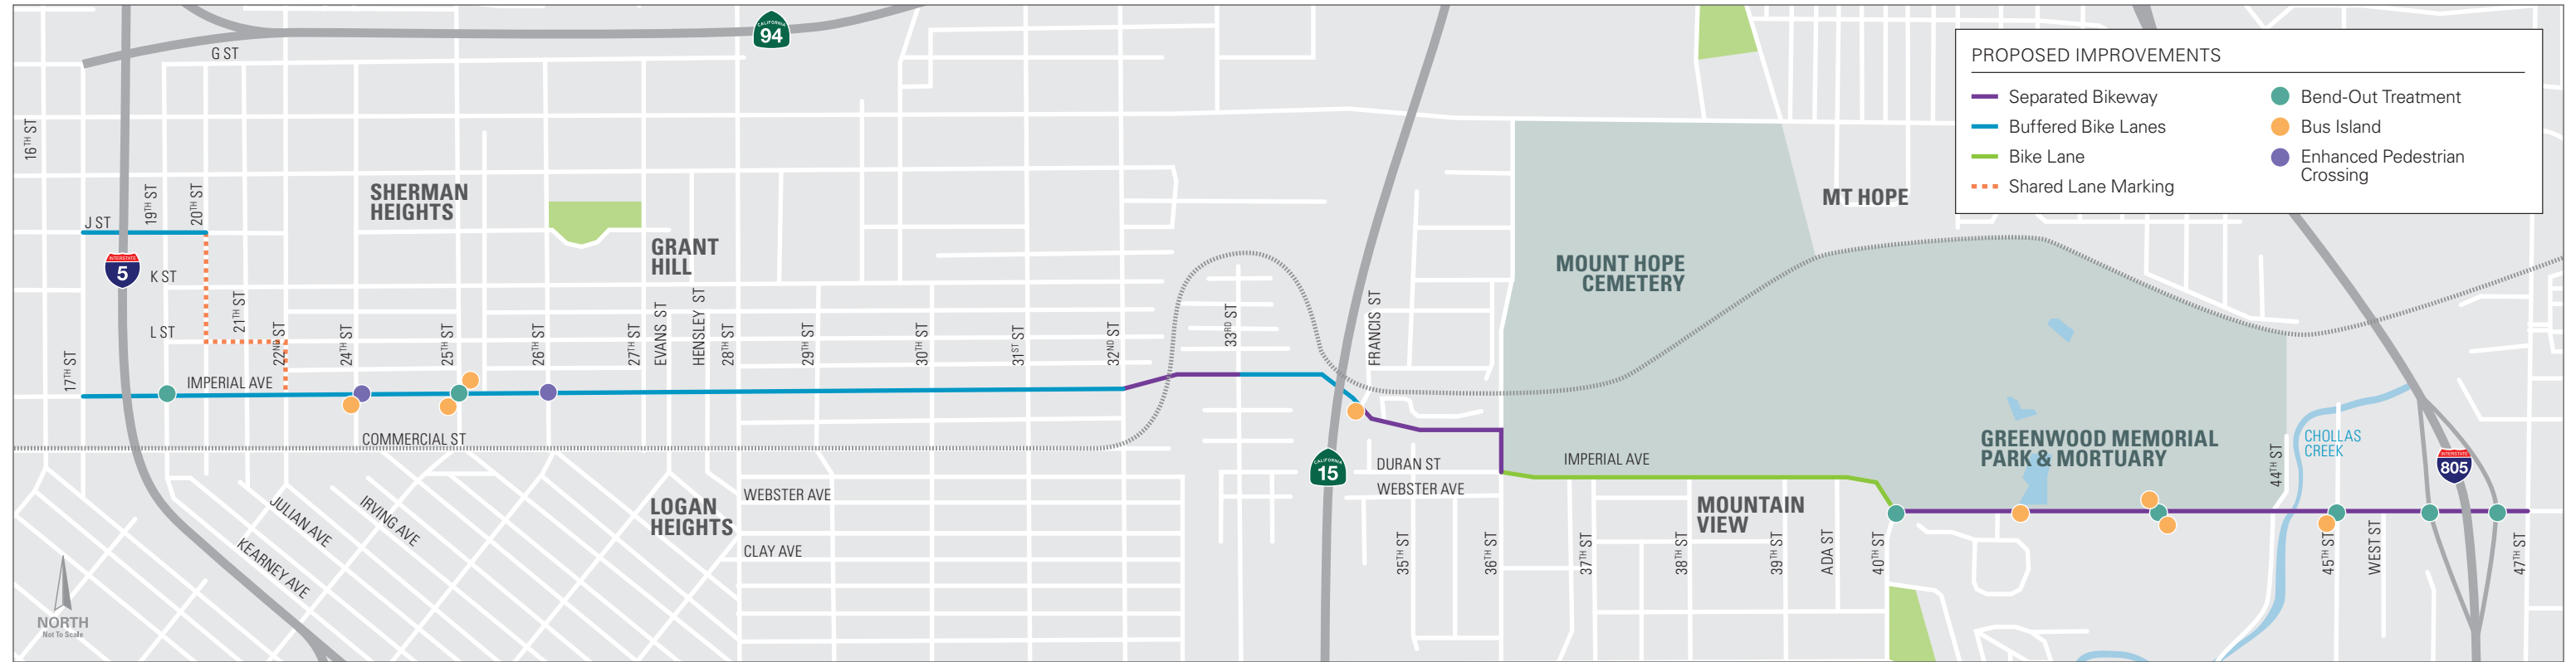 CALIFORNIA
94
G ST
PROPOSED IMPROVEMENTS
Separated Bikeway
Buffered Bike Lanes
Bike Lane
Shared Lane Marking
Bend-Out Treatment
Bus Island
Enhanced Pedestrian
Crossing
16TH ST
19TH ST
20TH ST
SHERMAN
HEIGHTS
MT HOPE
J ST
GRANT
HILL
INTERSTATE
5
K ST
MOUNT HOPE
CEMETERY
21TH ST
L ST
17TH ST
22ND ST
24TH ST
25TH ST
26TH ST
27TH ST
EVANS ST
HENSLEY ST
28TH ST
29TH ST
30TH ST
31ST ST
32ND ST
33RD ST
FRANCIS ST
IMPERIAL AVE
COMMERCIAL ST
GREENWOOD MEMORIAL
PARK & MORTUARY
44TH ST
CHOLLAS
CREEK
INTERSTATE
805
CALIFORNIA
15
DURAN ST
WEBSTER AVE
IMPERIAL AVE
JULIAN AVE
IRVING AVE
KEARNEY AVE
LOGAN
HEIGHTS
WEBSTER AVE
CLAY AVE
MOUNTAIN
VIEW
35TH ST
36TH ST
37TH ST
38TH ST
39TH ST
ADA ST
40TH ST
45TH ST
WEST ST
47TH ST
NORTH
Not To Scale